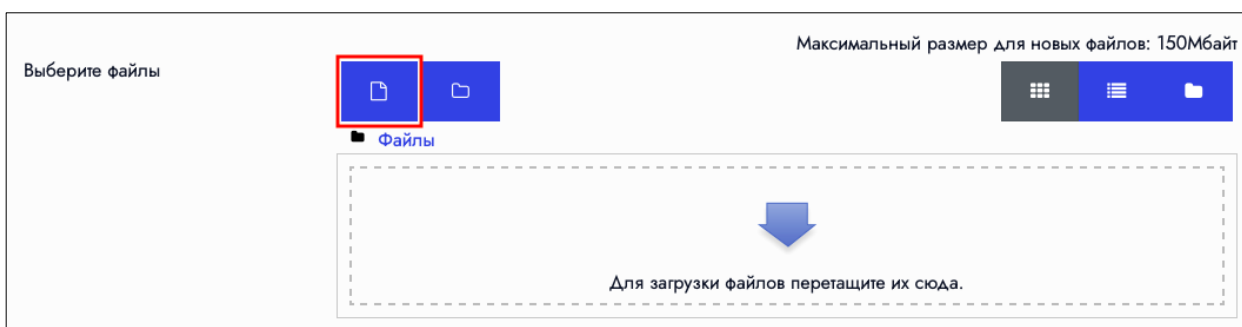 Максимальный размер для новых файлов: 150Мбайт
Выберите файлы
Файлы
Для загрузки файлов перетащите их сюда.